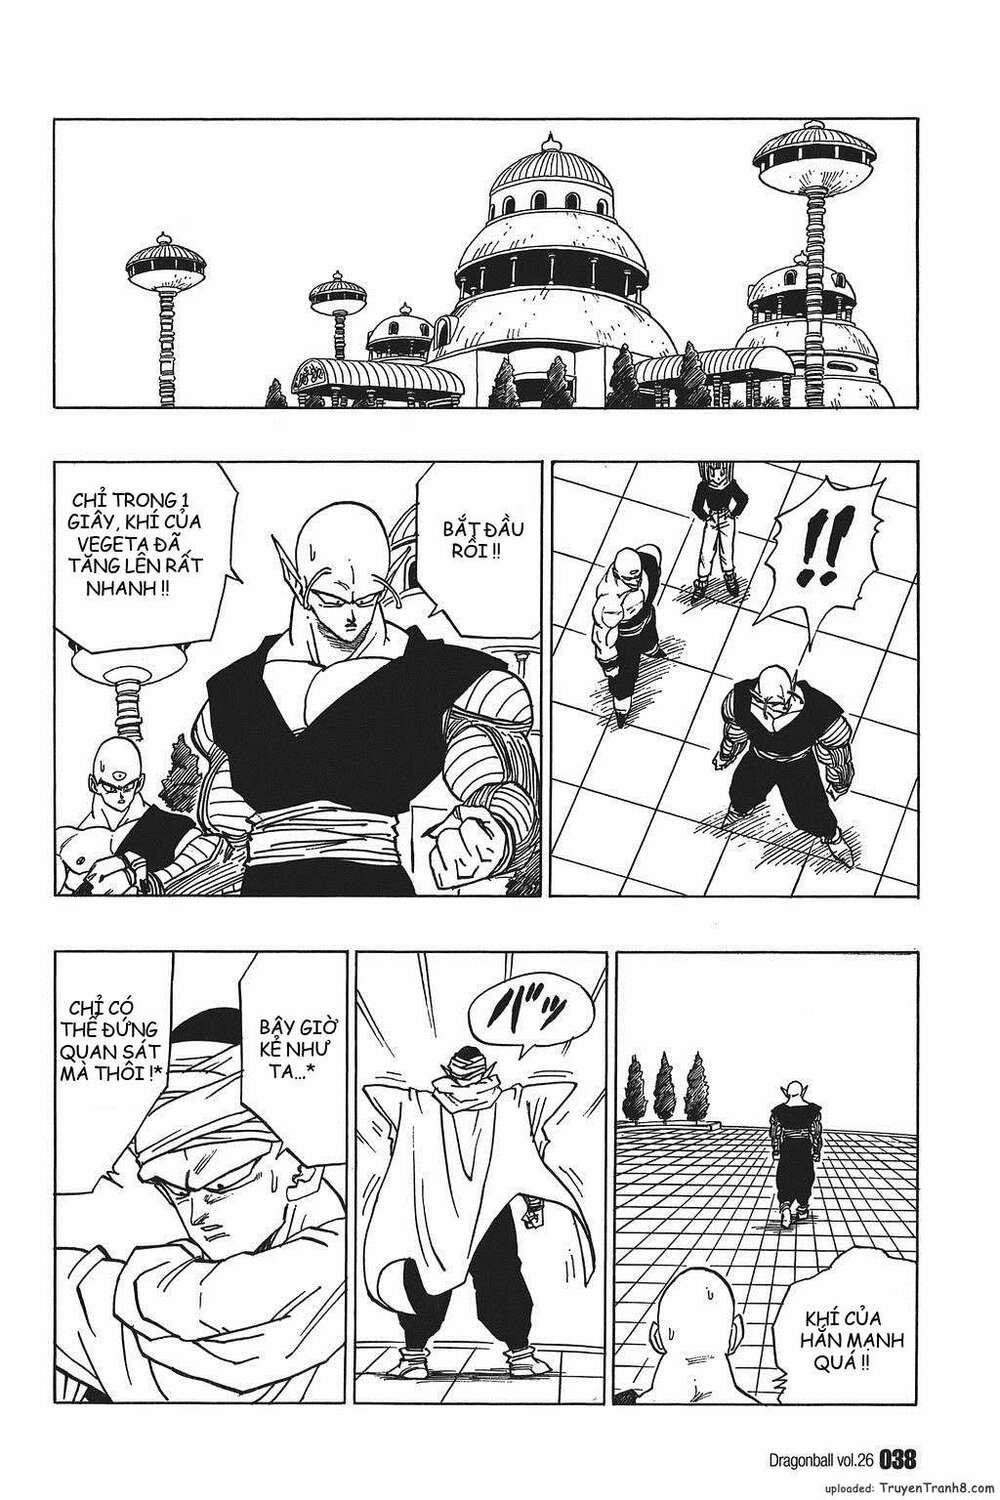 !!
BẮT ĐẦU
RỒI !!
CHỈ TRONG 1
GIÂY, KHÍ CỦA
VEGETA ĐÃ
TĂNG LÊN RẤT
NHANH !!
KHÍ CỦA
HẮN MẠNH
QUÁ !!
バッ
BÂY GIỜ
KẺ NHƯ
TA...*
CHỈ CÓ
THỂ ĐỨNG
QUAN SÁT
MÀ THÔI !*
Dragonball vol.26 038
uploaded: TruyenTranh8.com